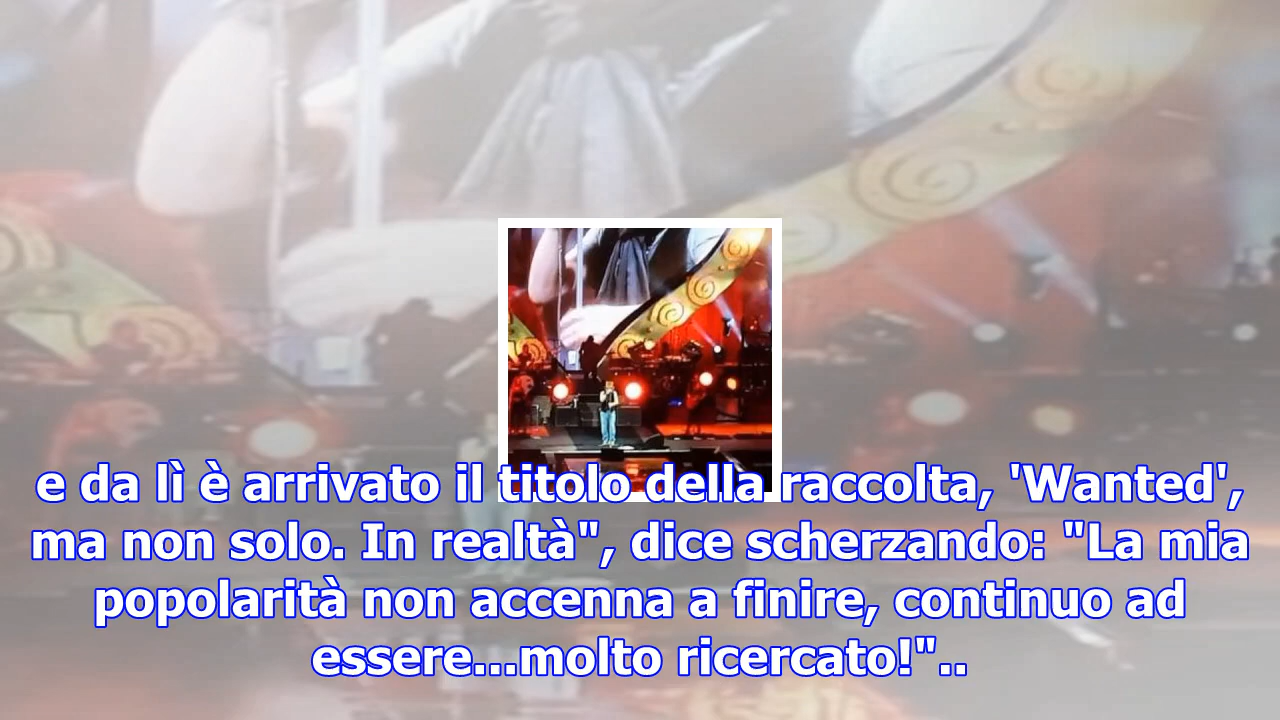 e da lì è arrivato il titolo della raccolta, 'Wanted',
ma non solo. In realtà", dice scherzando: "La mia
popolarità non accenna a finire, continuo ad
essere...molto ricercato!"..